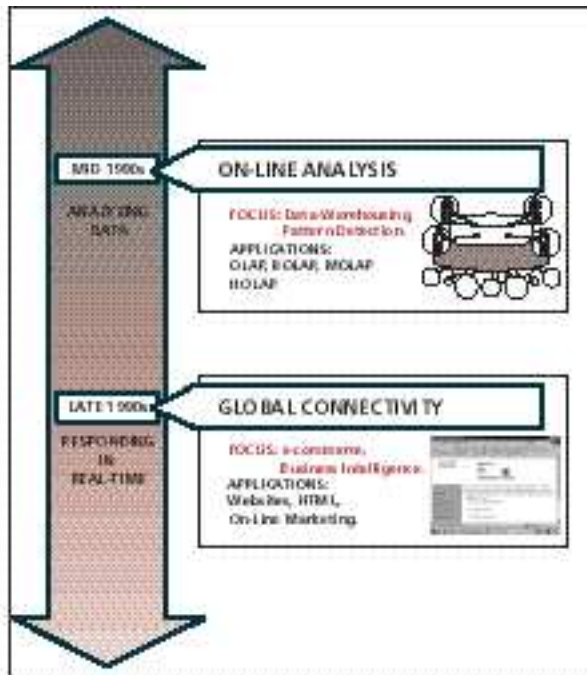 MID 1990s
ANALYZING
DATA
ON-LINE ANALYSIS
FOCUS: Data-Warehousing
Pattern Detection.
APPLICATIONS:
OLAP, ROLAP, MOLAP
HOLAP
LATE 1990s
RESPONDING
IN
REAL-TIME
GLOBAL CONNECTIVITY
FOCUS: e-commerce,
Business Intelligence.
APPLICATIONS:
Websites, HTML,
On-Line Marketing.